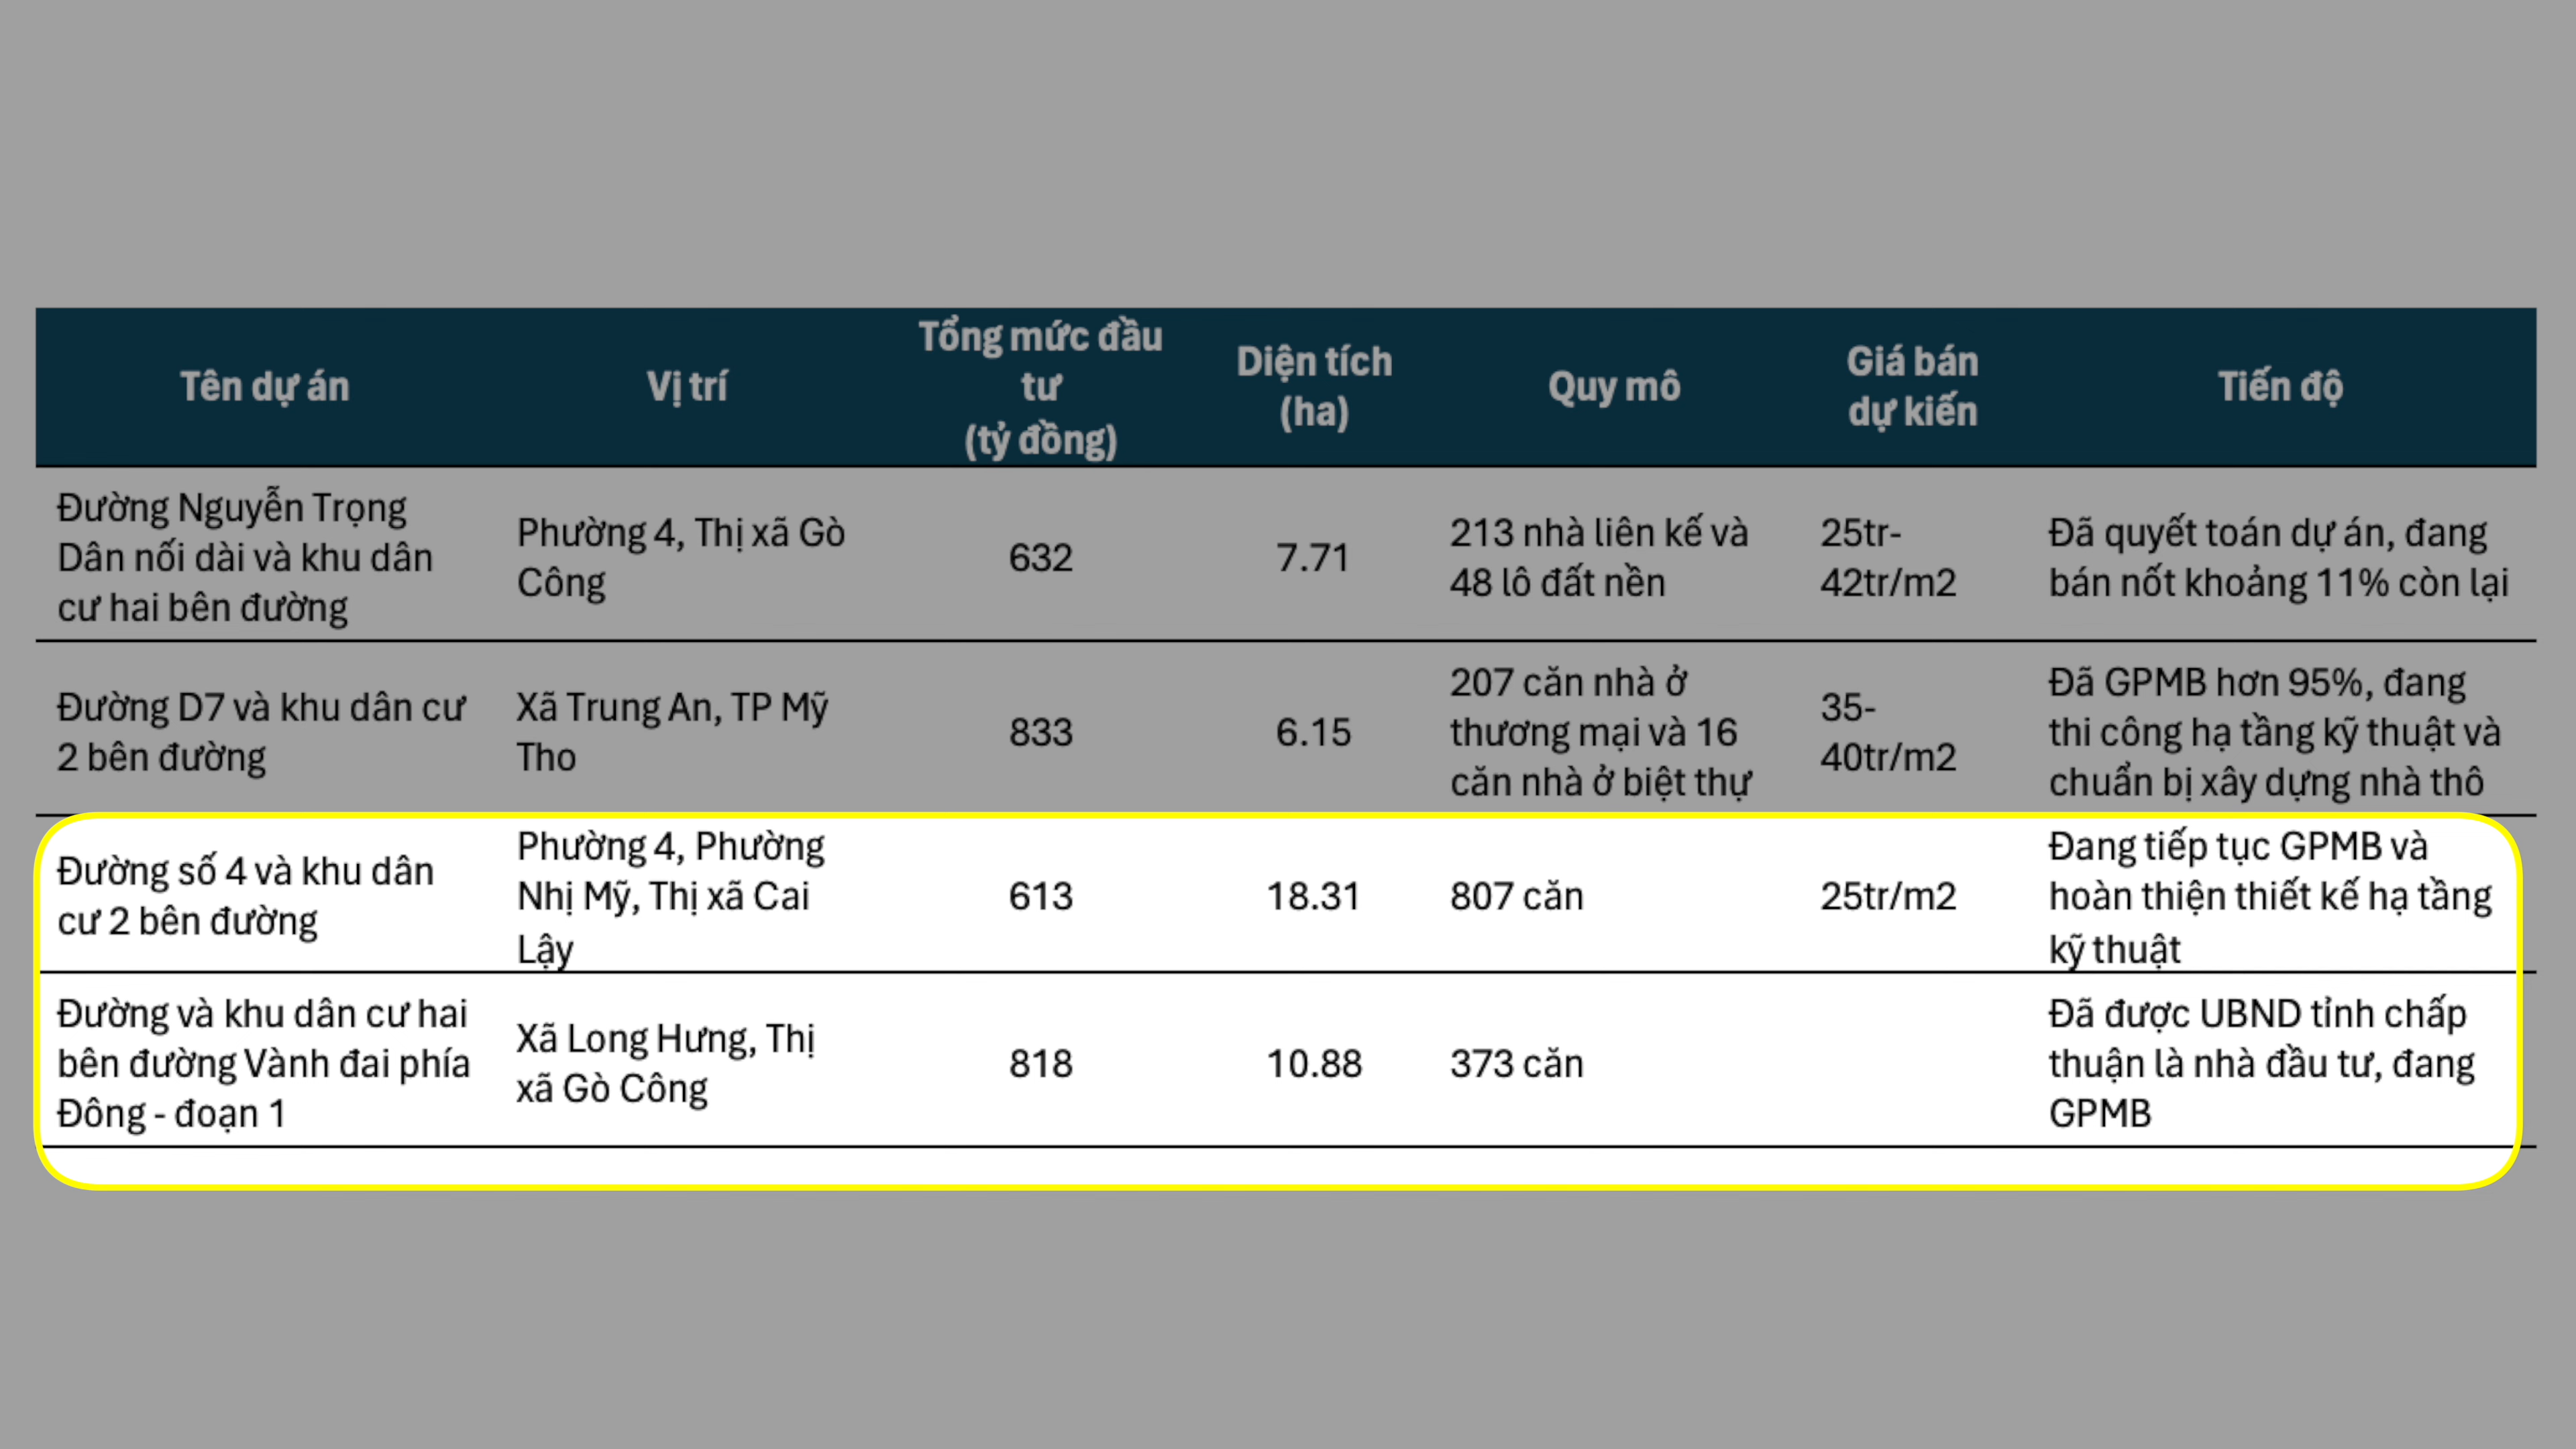 Tên dự án
Vị trí
Tổng mức đầu
tư
(tỷ đồng)
Diện tích
(ha)
Quy mô
Giá bán
dự kiến
Tiến độ
Đường Nguyễn Trọng
Dân nối dài và khu dân
cư hai bên đường
Phường 4, Thị xã Gò
Công
632
7.71
213 nhà liên kế và
48 lô đất nền
25tr-
42tr/m2
Đã quyết toán dự án, đang
bán nốt khoảng 11% còn lại
Đường D7 và khu dân cư
2 bên đường
Xã Trung An, TP Mỹ
Tho
833
6.15
207 căn nhà ở
thương mại và 16
căn nhà ở biệt thự
35-
40tr/m2
Đã GPMB hơn 95%, đang
thi công hạ tầng kỹ thuật và
chuẩn bị xây dựng nhà thô
Đường số 4 và khu dân
cư 2 bên đường
Phường 4, Phường
Nhị Mỹ, Thị xã Cai
Lậy
613
18.31
807 căn
25tr/m2
Đang tiếp tục GPMB và
hoàn thiện thiết kế hạ tầng
kỹ thuật
Đường và khu dân cư hai
bên đường Vành đai phía
Đông - đoạn 1
Xã Long Hưng, Thị
xã Gò Công
818
10.88
373 căn
Đã được UBND tỉnh chấp
thuận là nhà đầu tư, đang
GPMB